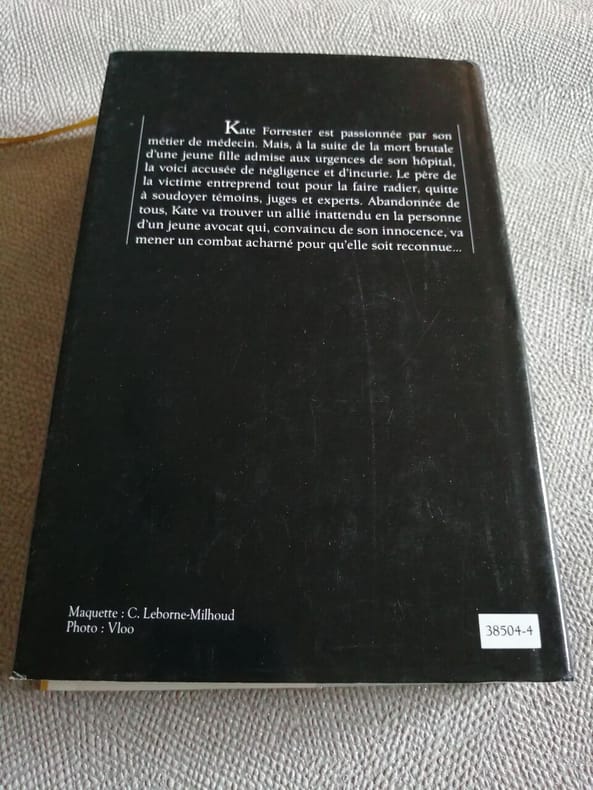 Kate Forrester est passionnée par son
métier de médecin. Mais, à la suite de la mort brutale
d'une jeune fille admise aux urgences de son hôpital,
la voici accusée de négligence et d'incurie. Le père de
la victime entreprend tout pour la faire radier, quitte
à soudoyer témoins, juges et experts. Abandonnée de
tous, Kate va trouver un allié inattendu en la personne
d'un jeune avocat qui, convaincu de son innocence, va
mener un combat acharné pour qu'elle soit reconnue...
Maquette : C. Leborne-Milhoud
Photo : Vloo
38504-4